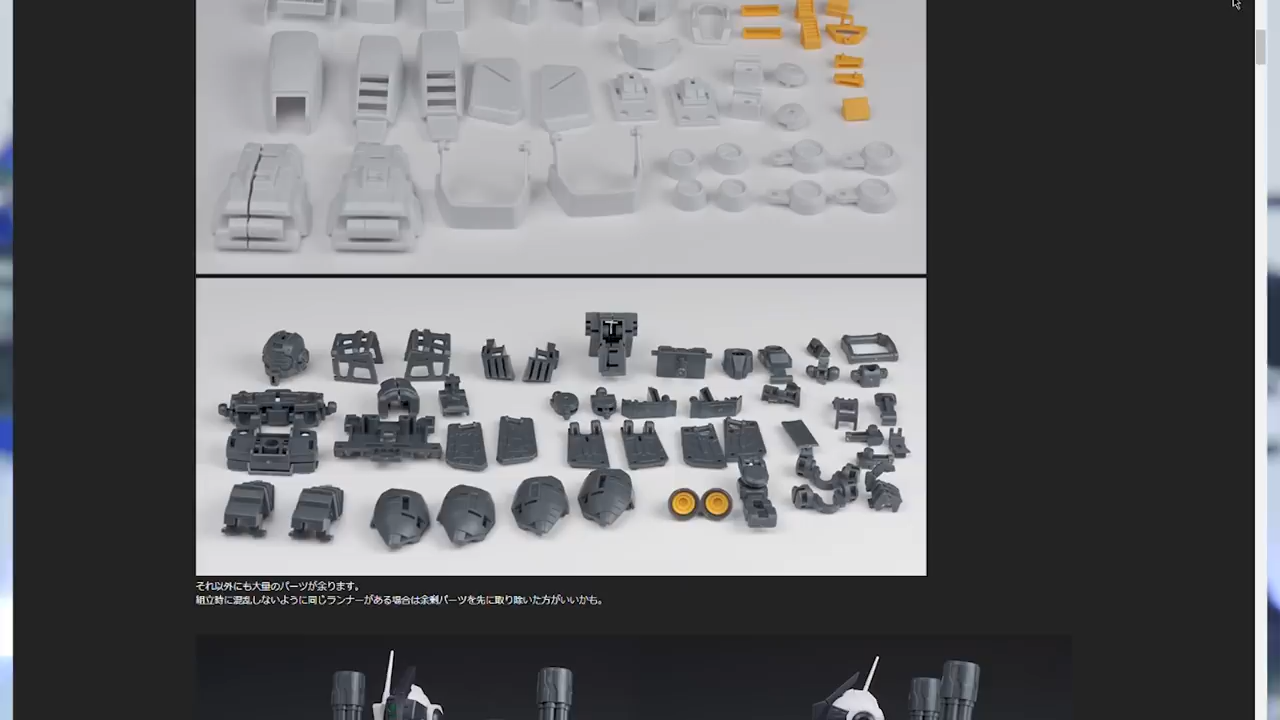 それ以外にも大量のパーツが余ります。
組立時に混乱しないように同じランナーがある場合は余剰パーツを先に取り除いた方がいいかも。